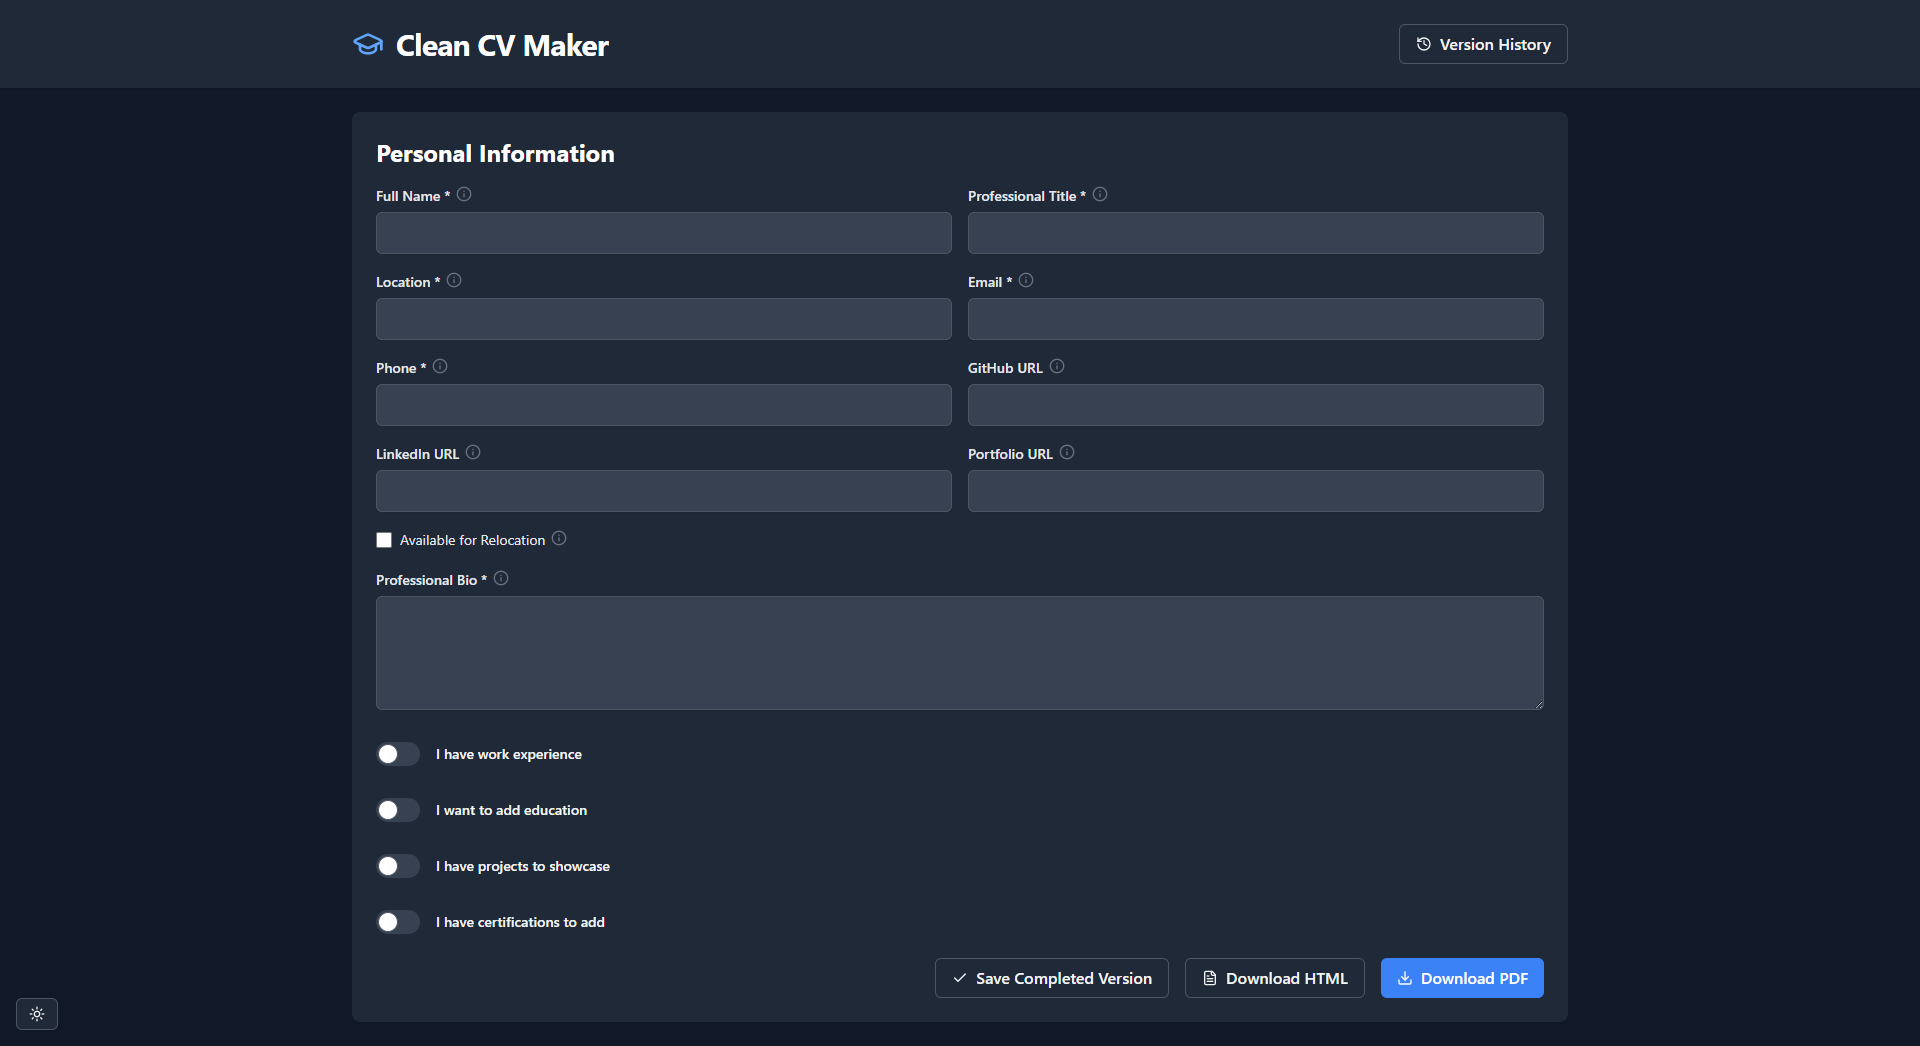 Clean CV Maker
Version History
Personal Information
Full Name *
Professional Title *
Location *
Email *
Phone *
GitHub URL
LinkedIn URL
Portfolio URL
Available for Relocation
Professional Bio *
I have work experience
I want to add education
I have projects to showcase
I have certifications to add
Save Completed Version
Download HTML
Download PDF